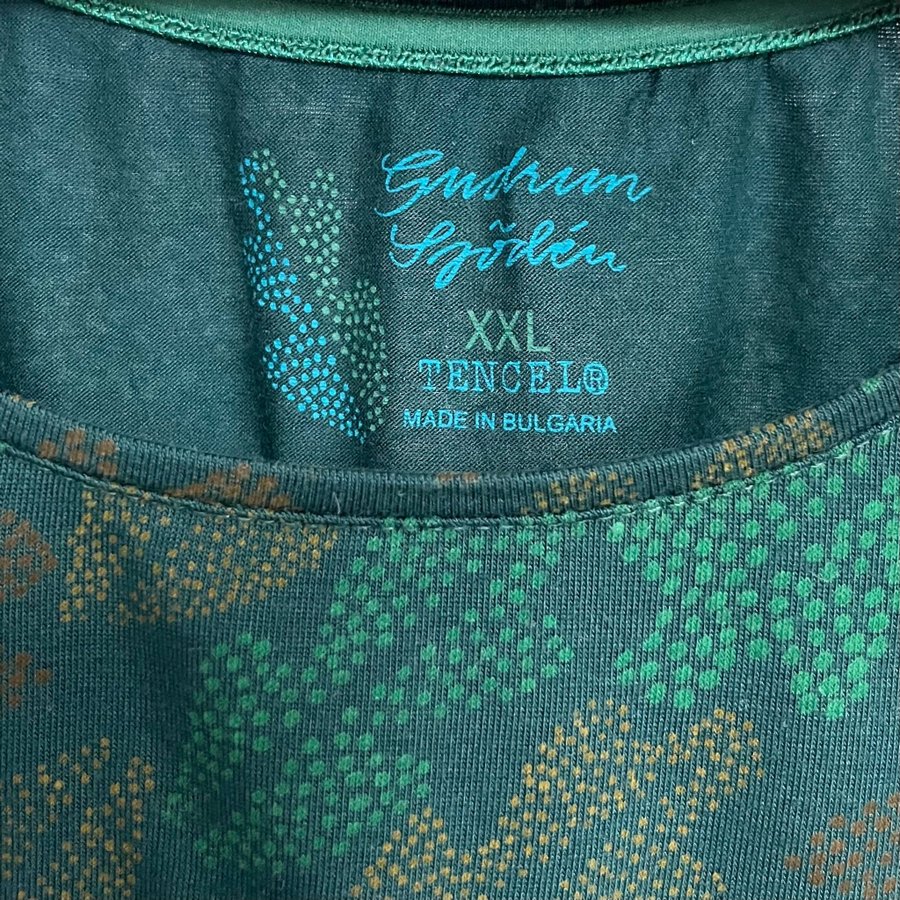 Gudrun
Sjödén
XXL
TENCEL®
MADE IN BULGARIA